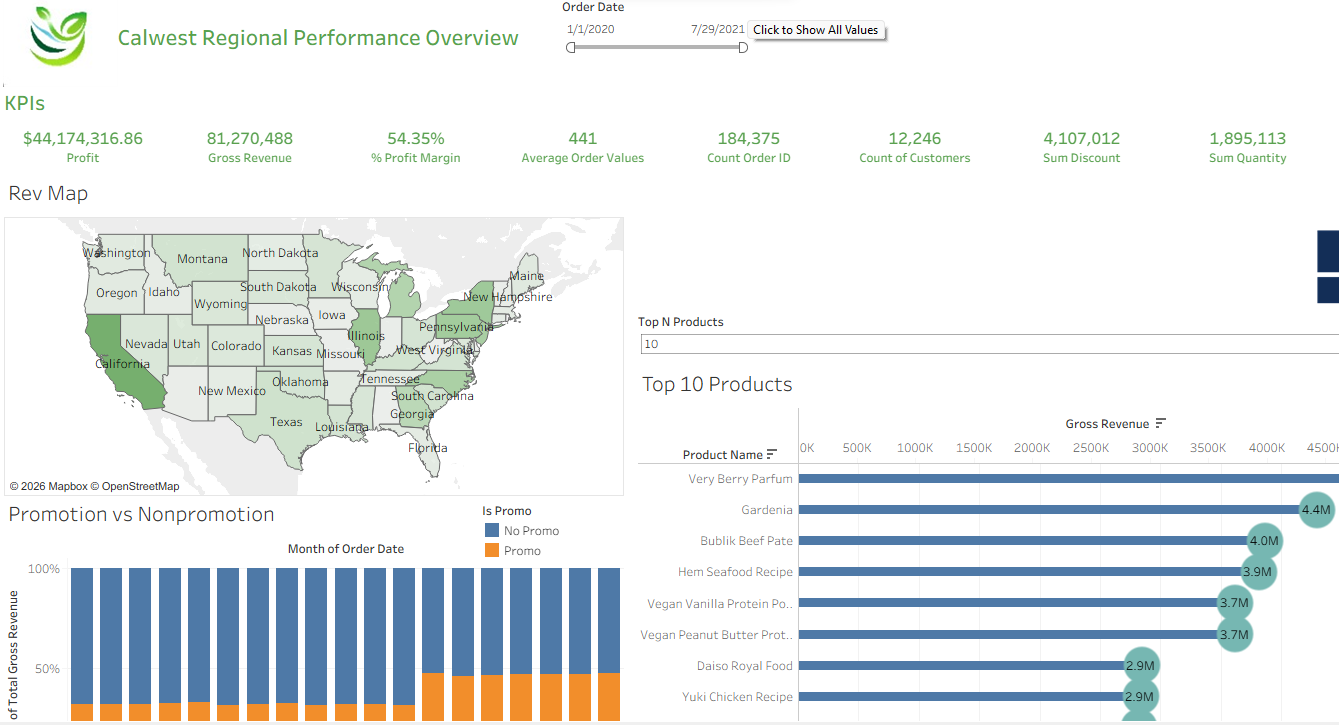 Order Date
1/1/2020 7/29/2021 Click to Show All Values
Calwest Regional Performance Overview
KPIs
$44,174,316.86 81,270,488 54.35% 441 184,375 12,246 4,107,012 1,895,113
Profit Gross Revenue % Profit Margin Average Order Values Count Order ID Count of Customers Sum Discount Sum Quantity
Rev Map
Washington
Montana
North Dakota
Maine
Oregon
Idaho
Wyoming
South Dakota
Wisconsin
New Hampshire
Nebraska
Iowa
Pennsylvania
Nevada
Utah
Colorado
Illinois
Kansas
Missouri
West Virginia
California
New Mexico
Oklahoma
Tennessee
South Carolina
Georgia
Texas
Louisiana
Florida
© 2026 Mapbox © OpenStreetMap
Top N Products
10
Top 10 Products
Gross Revenue
Product Name
0K 500K 1000K 1500K 2000K 2500K 3000K 3500K 4000K 4500K
Very Berry Parfum
Gardenia 4.4M
Bublik Beef Pate 4.0M
Hem Seafood Recipe 3.9M
Vegan Vanilla Protein Po.. 3.7M
Vegan Peanut Butter Prot.. 3.7M
Daiso Royal Food 2.9M
Yuki Chicken Recipe 2.9M
Promotion vs Nonpromotion
Is Promo
No Promo
Promo
Month of Order Date
100%
50%
of Total Gross Revenue